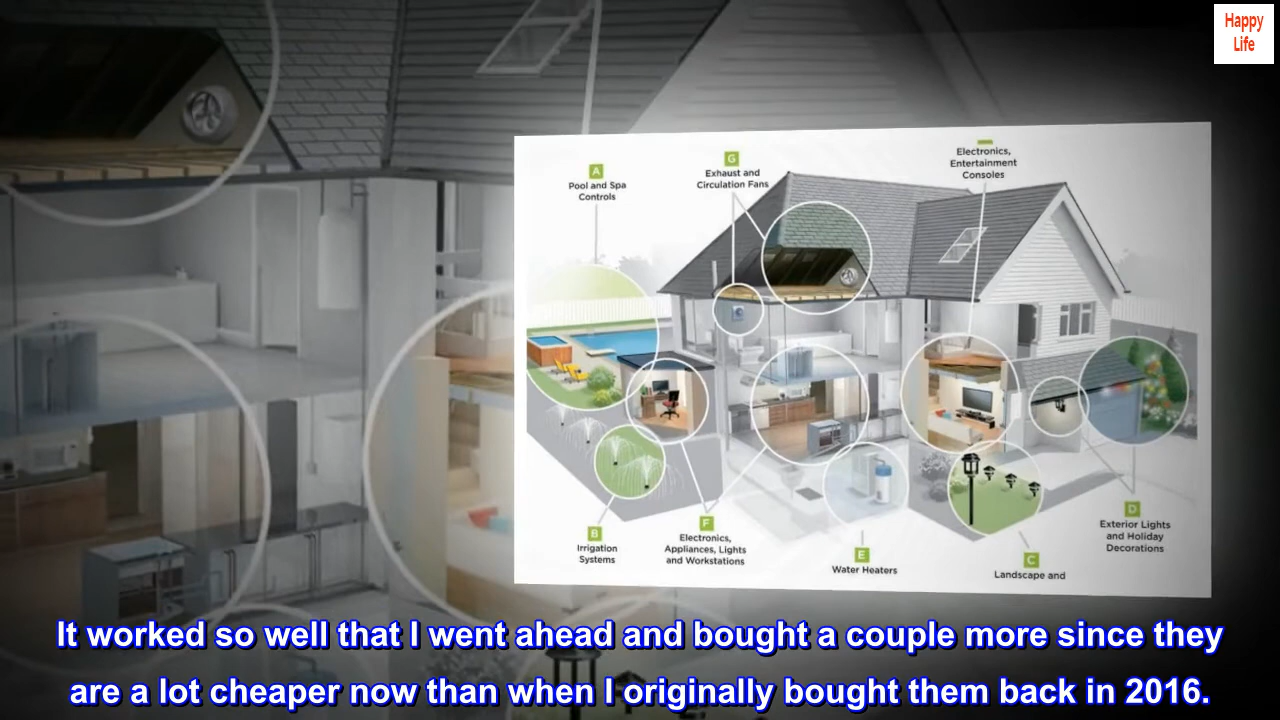 Happy
Life
A
Pool and Spa
Controls
G
Exhaust and
Circulation Fans
Electronics,
Entertainment
Consoles
B
Irrigation
Systems
F
Electronics,
Appliances, Lights
and Workstations
E
Water Heaters
C
Landscape and
D
Exterior Lights
and Holiday
Decorations
It worked so well that I went ahead and bought a couple more since they
are a lot cheaper now than when I originally bought them back in 2016.